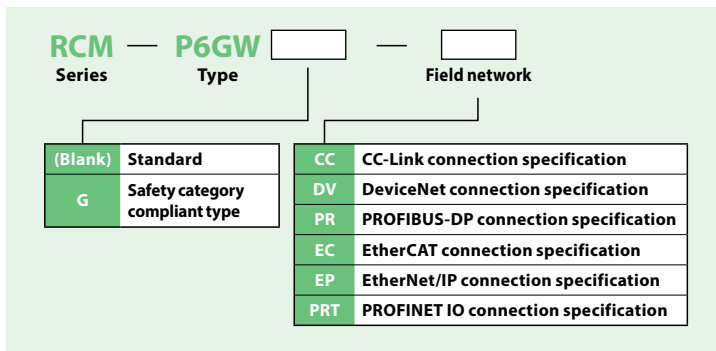 RCM — P6GW —
Series Type Field network
(Blank) Standard
G Safety category
compliant type
CC CC-Link connection specification
DV DeviceNet connection specification
PR PROFIBUS-DP connection specification
EC EtherCAT connection specification
EP EtherNet/IP connection specification
PRT PROFINET IO connection specification